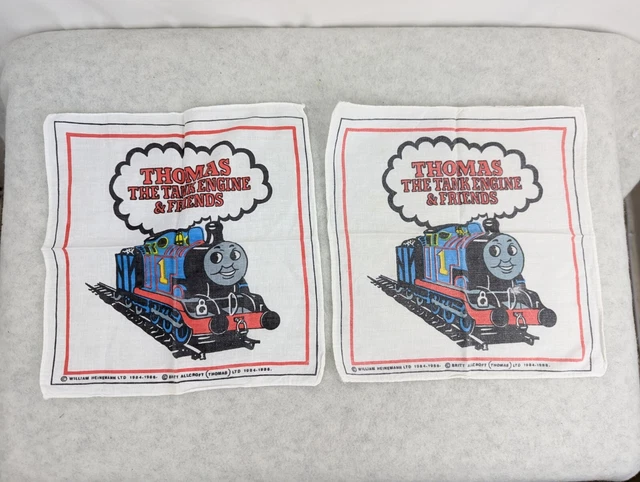 THOMAS
THE TANK ENGINE
& FRIENDS
1
© WILLIAM HEINEMANN LTD 1984.1986. © BRITT ALLCROFT (THOMAS) LTD 1984.1986.
THOMAS
THE TANK ENGINE
& FRIENDS
1
© WILLIAM HEINEMANN LTD 1984.1986. © BRITT ALLCROFT (THOMAS) LTD 1984.1986.